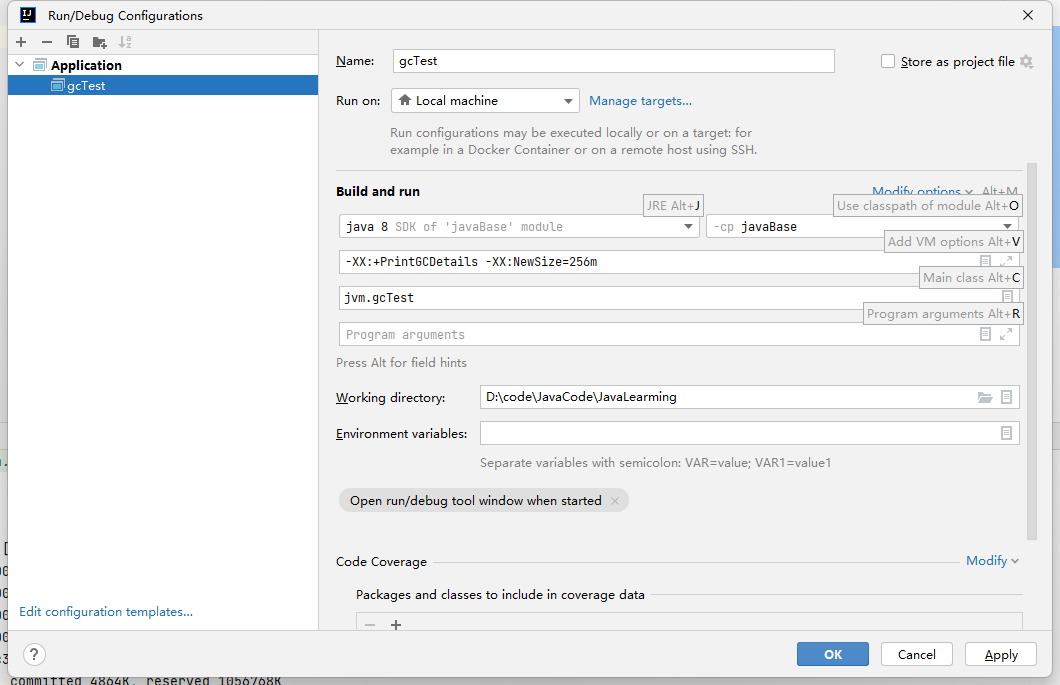 Run/Debug Configurations
Application
gcTest
Name: gcTest
Store as project file
Run on: Local machine Manage targets...
Run configurations may be executed locally or on a target: for
example in a Docker Container or on a remote host using SSH.
Build and run
Modify options Alt+M
JRE Alt+J
Use classpath of module Alt+O
java 8 SDK of 'javaBase' module
-cp javaBase
Add VM options Alt+V
-XX:+PrintGCDetails -XX:NewSize=256m
Main class Alt+C
jvm.gcTest
Program arguments Alt+R
Program arguments
Press Alt for field hints
Working directory: D:\code\JavaCode\JavaLearming
Environment variables:
Separate variables with semicolon: VAR=value; VAR1=value1
Open run/debug tool window when started
Code Coverage
Modify
Packages and classes to include in coverage data
Edit configuration templates...
?
OK
Cancel
Apply
committed 4864K, reserved 1056768K